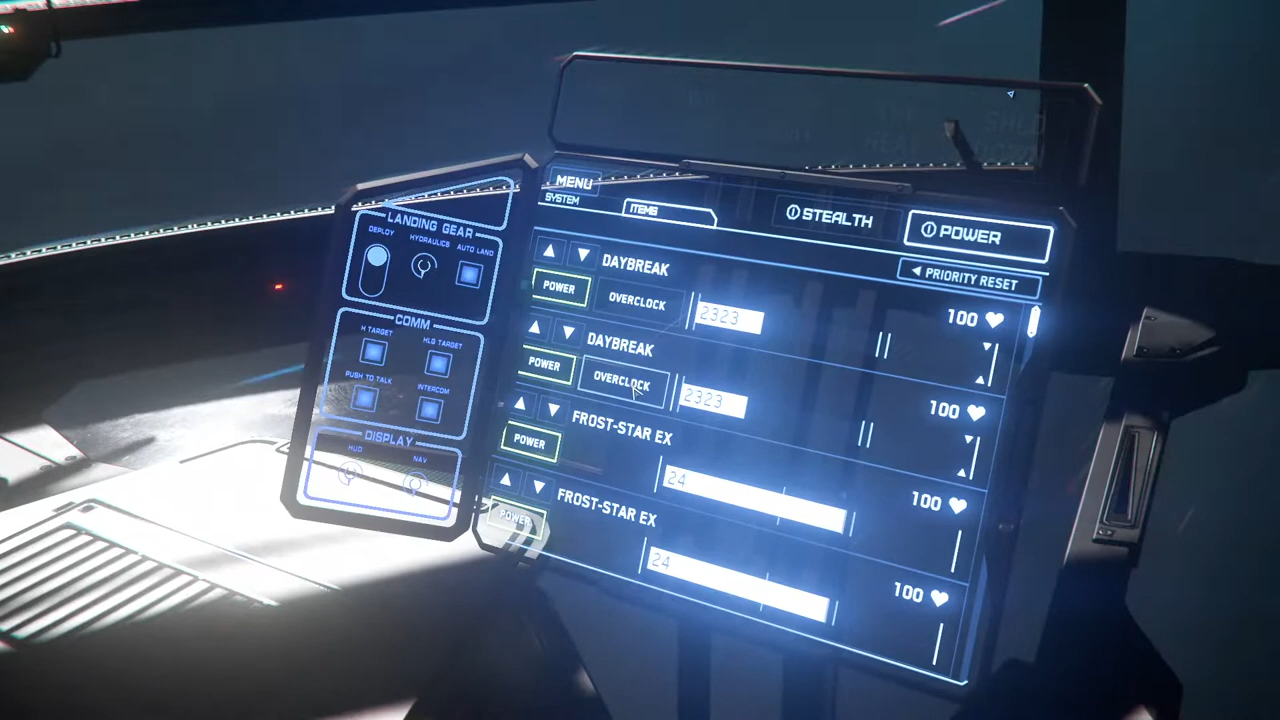 LANDING GEAR
DEPLOY
HYDRAULICS
AUTO LAND
COMM
H TARGET
HLG TARGET
PUSH TO TALK
INTERCOM
DISPLAY
HUD
NAV
MENU
SYSTEM
ITEMS
STEALTH
POWER
PRIORITY RESET
DAYBREAK
POWER
OVERCLOCK
2323
100
DAYBREAK
POWER
OVERCLOCK
2323
100
FROST-STAR EX
POWER
24
100
FROST-STAR EX
POWER
24
100